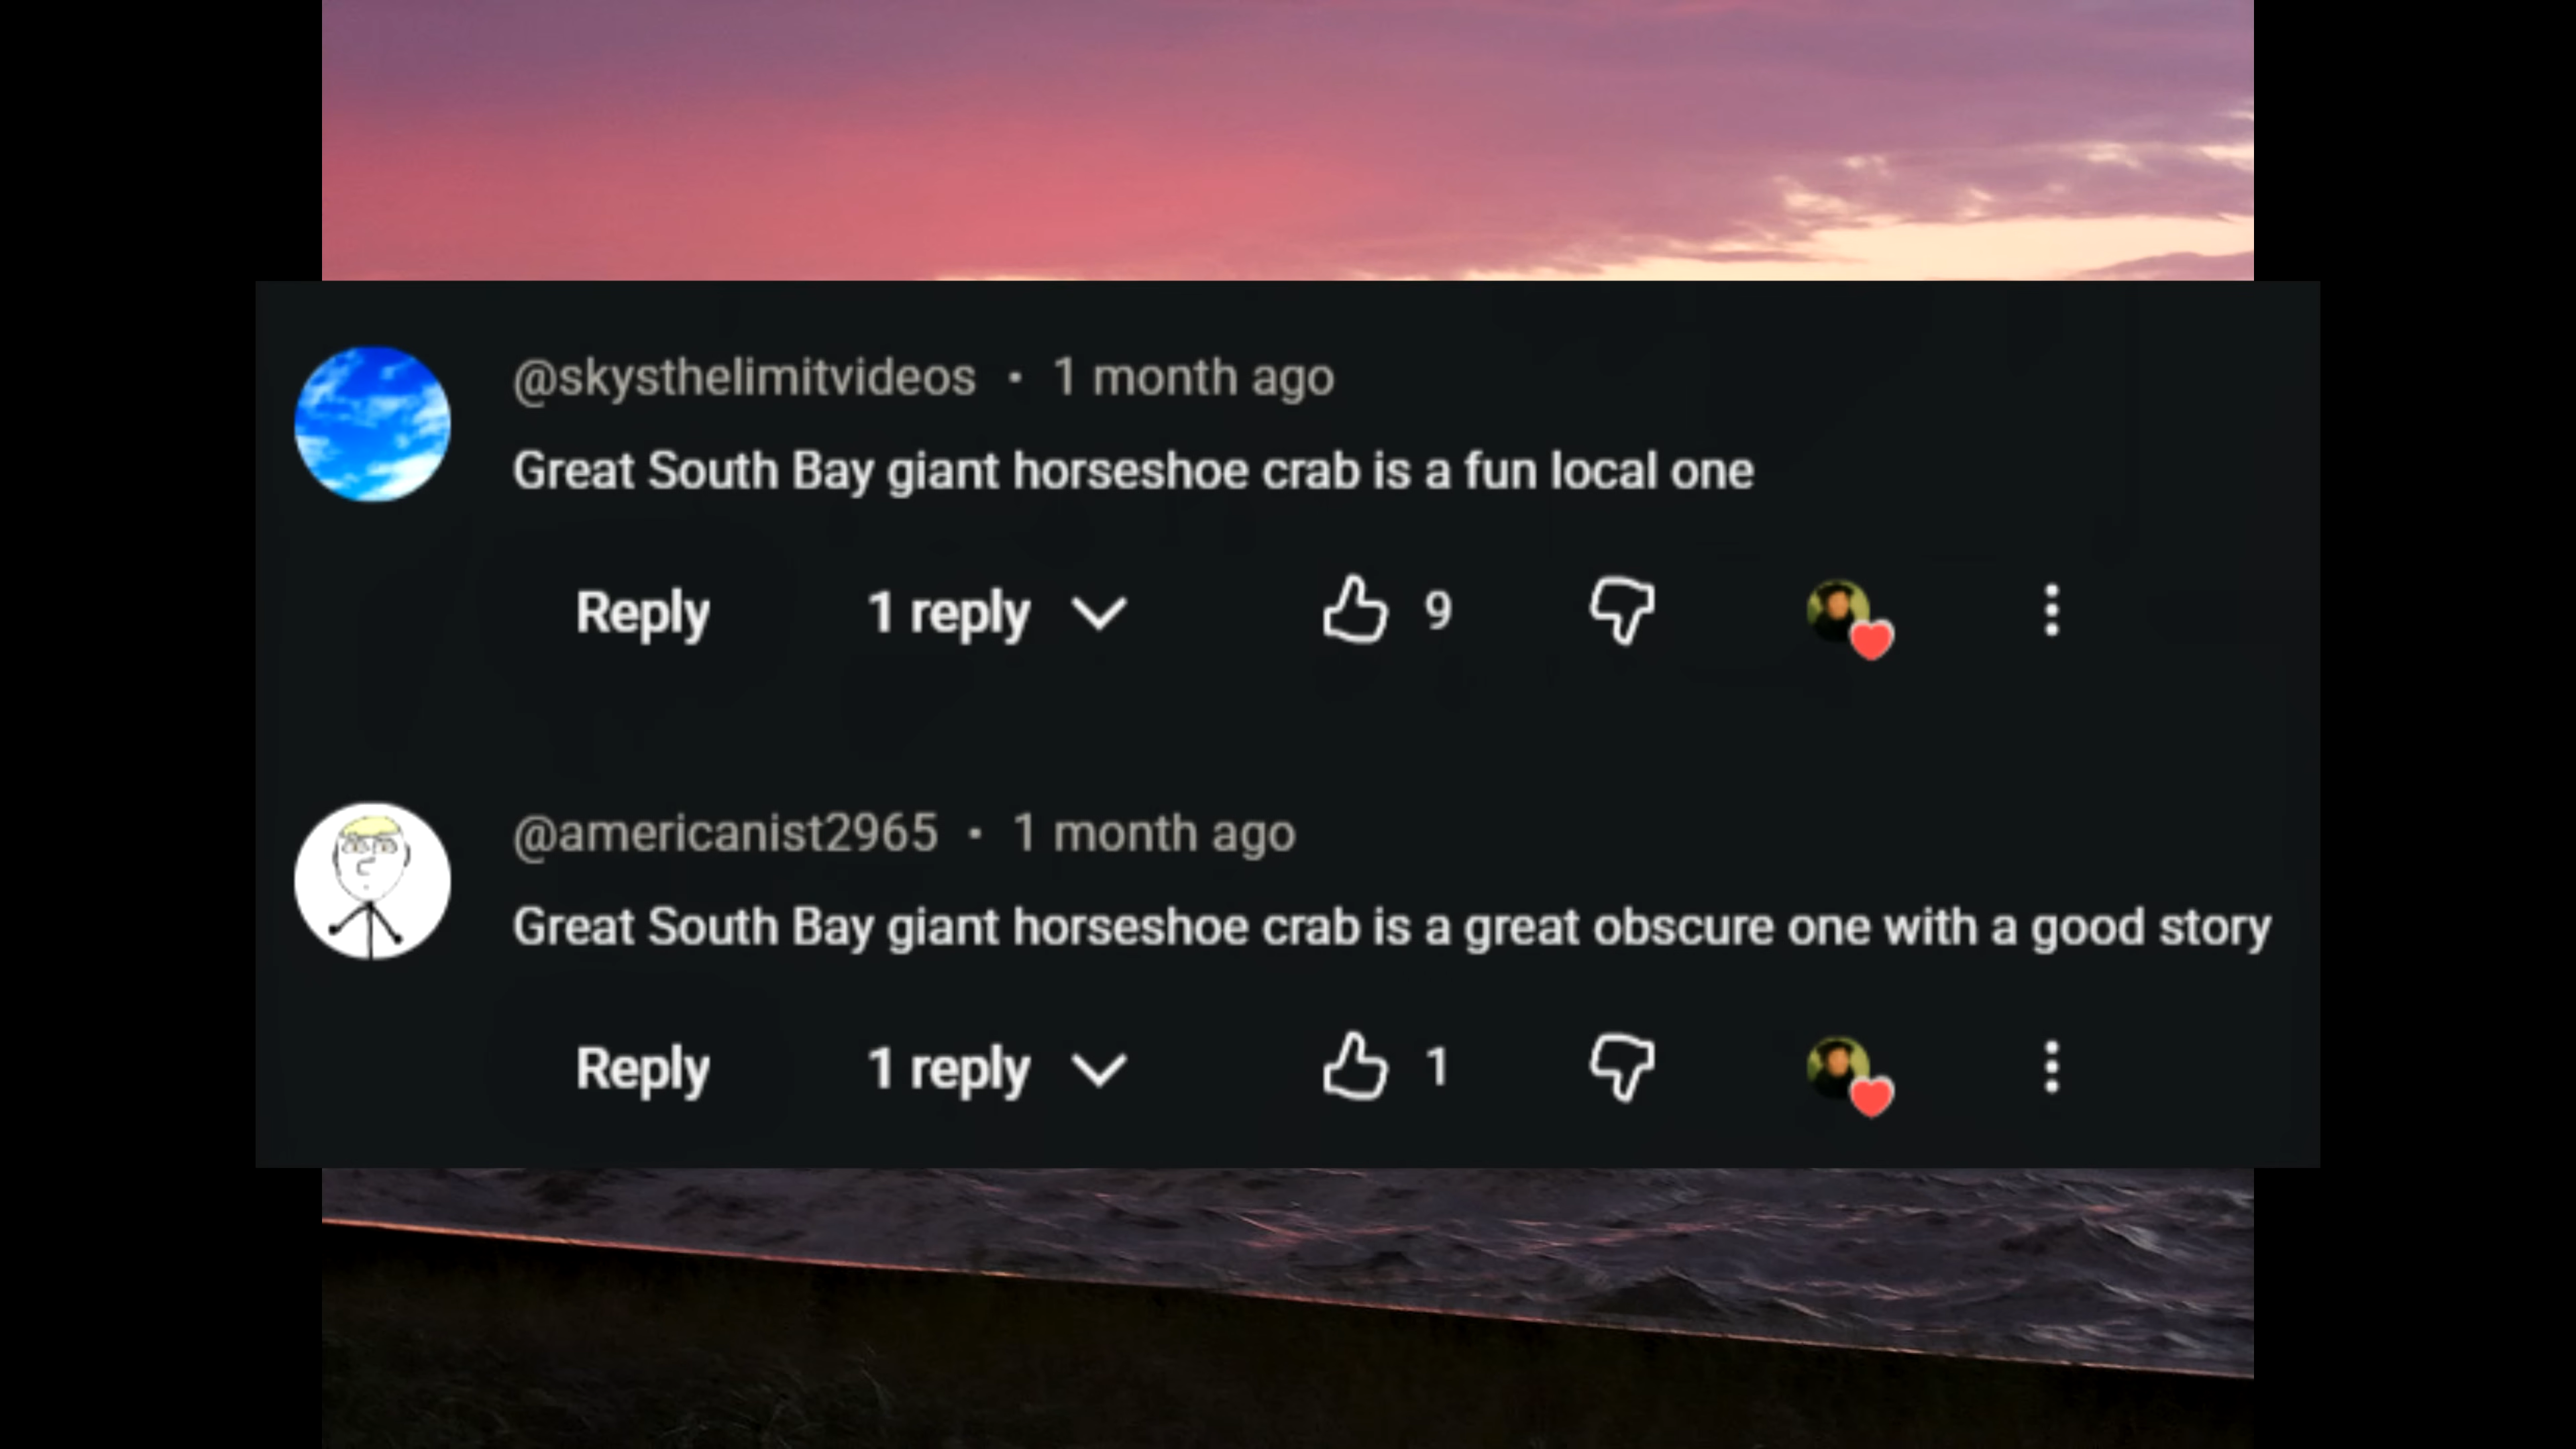 @skysthelimitvideos • 1 month ago
Great South Bay giant horseshoe crab is a fun local one
Reply 1 reply 9
@americanist2965 • 1 month ago
Great South Bay giant horseshoe crab is a great obscure one with a good story
Reply 1 reply 1